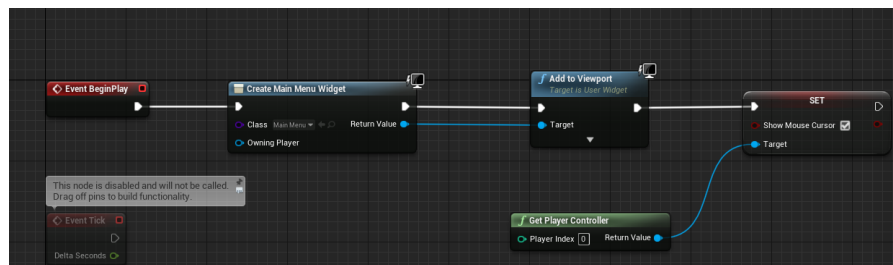 Event BeginPlay
Create Main Menu Widget
Class Main Menu Return Value
Owning Player
Add to Viewport
Target is User Widget
Target
SET
Show Mouse Cursor
Target
This node is disabled and will not be called.
Drag off pins to build functionality.
Event Tick
Delta Seconds
Get Player Controller
Player Index 0 Return Value